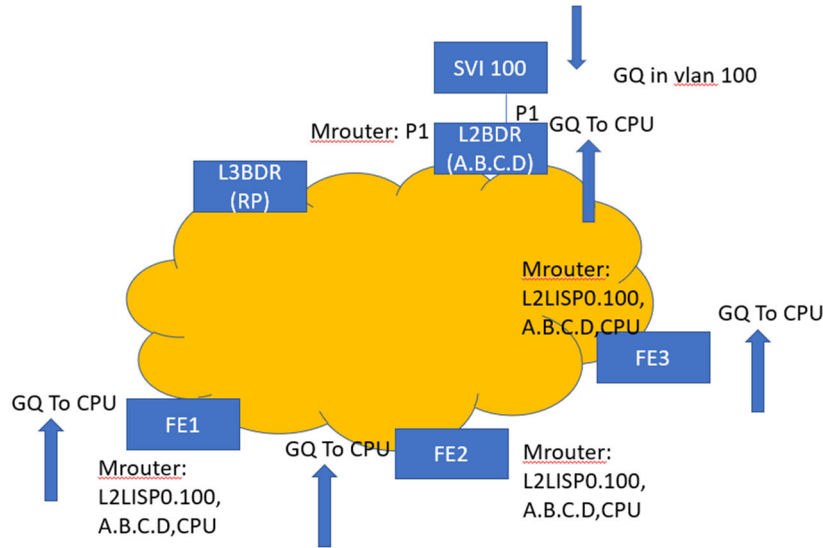 SVI 100
GQ in vlan 100
P1
Mrouter: P1
L2BDR
(A.B.C.D)
GQ To CPU
L3BDR
(RP)
Mrouter:
L2LISP0.100,
A.B.C.D,CPU
GQ To CPU
FE3
GQ To CPU
FE1
Mrouter:
L2LISP0.100,
A.B.C.D,CPU
GQ To CPU
FE2
Mrouter:
L2LISP0.100,
A.B.C.D,CPU